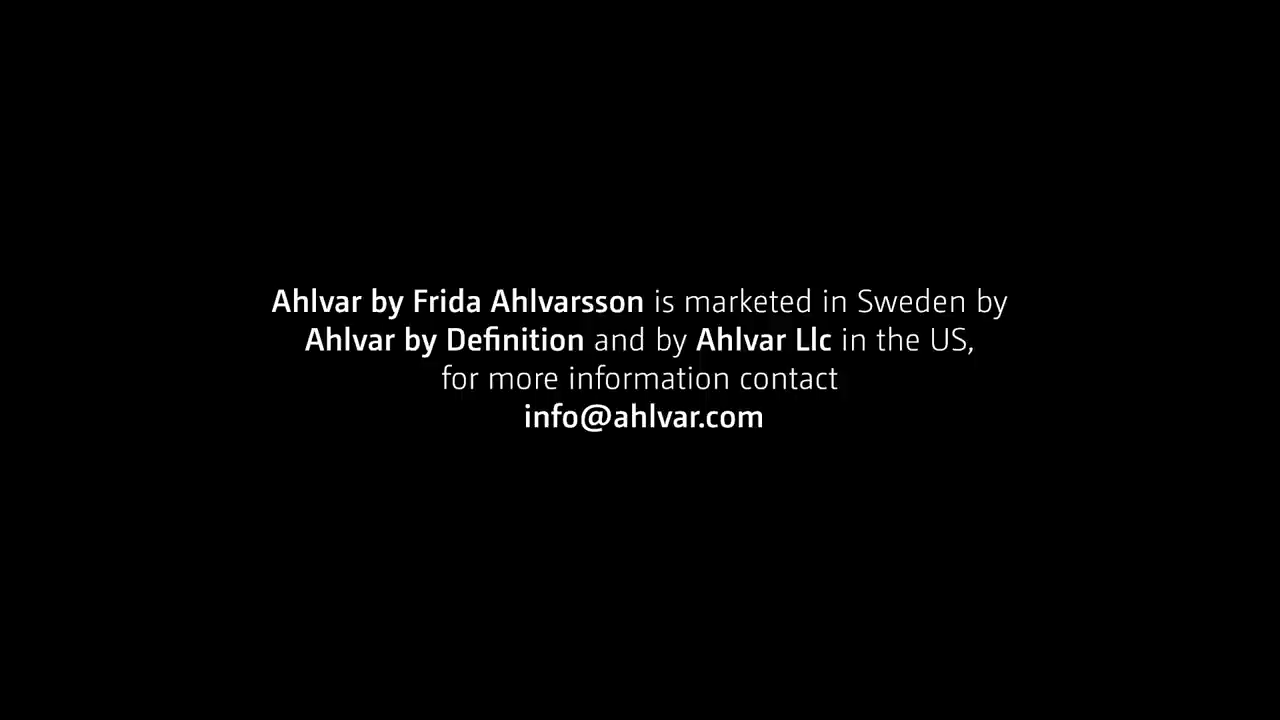 Ahlvar by Frida Ahlvarsson is marketed in Sweden by
Ahlvar by Definition and by Ahlvar Llc in the US,
for more information contact
info@ahlvar.com